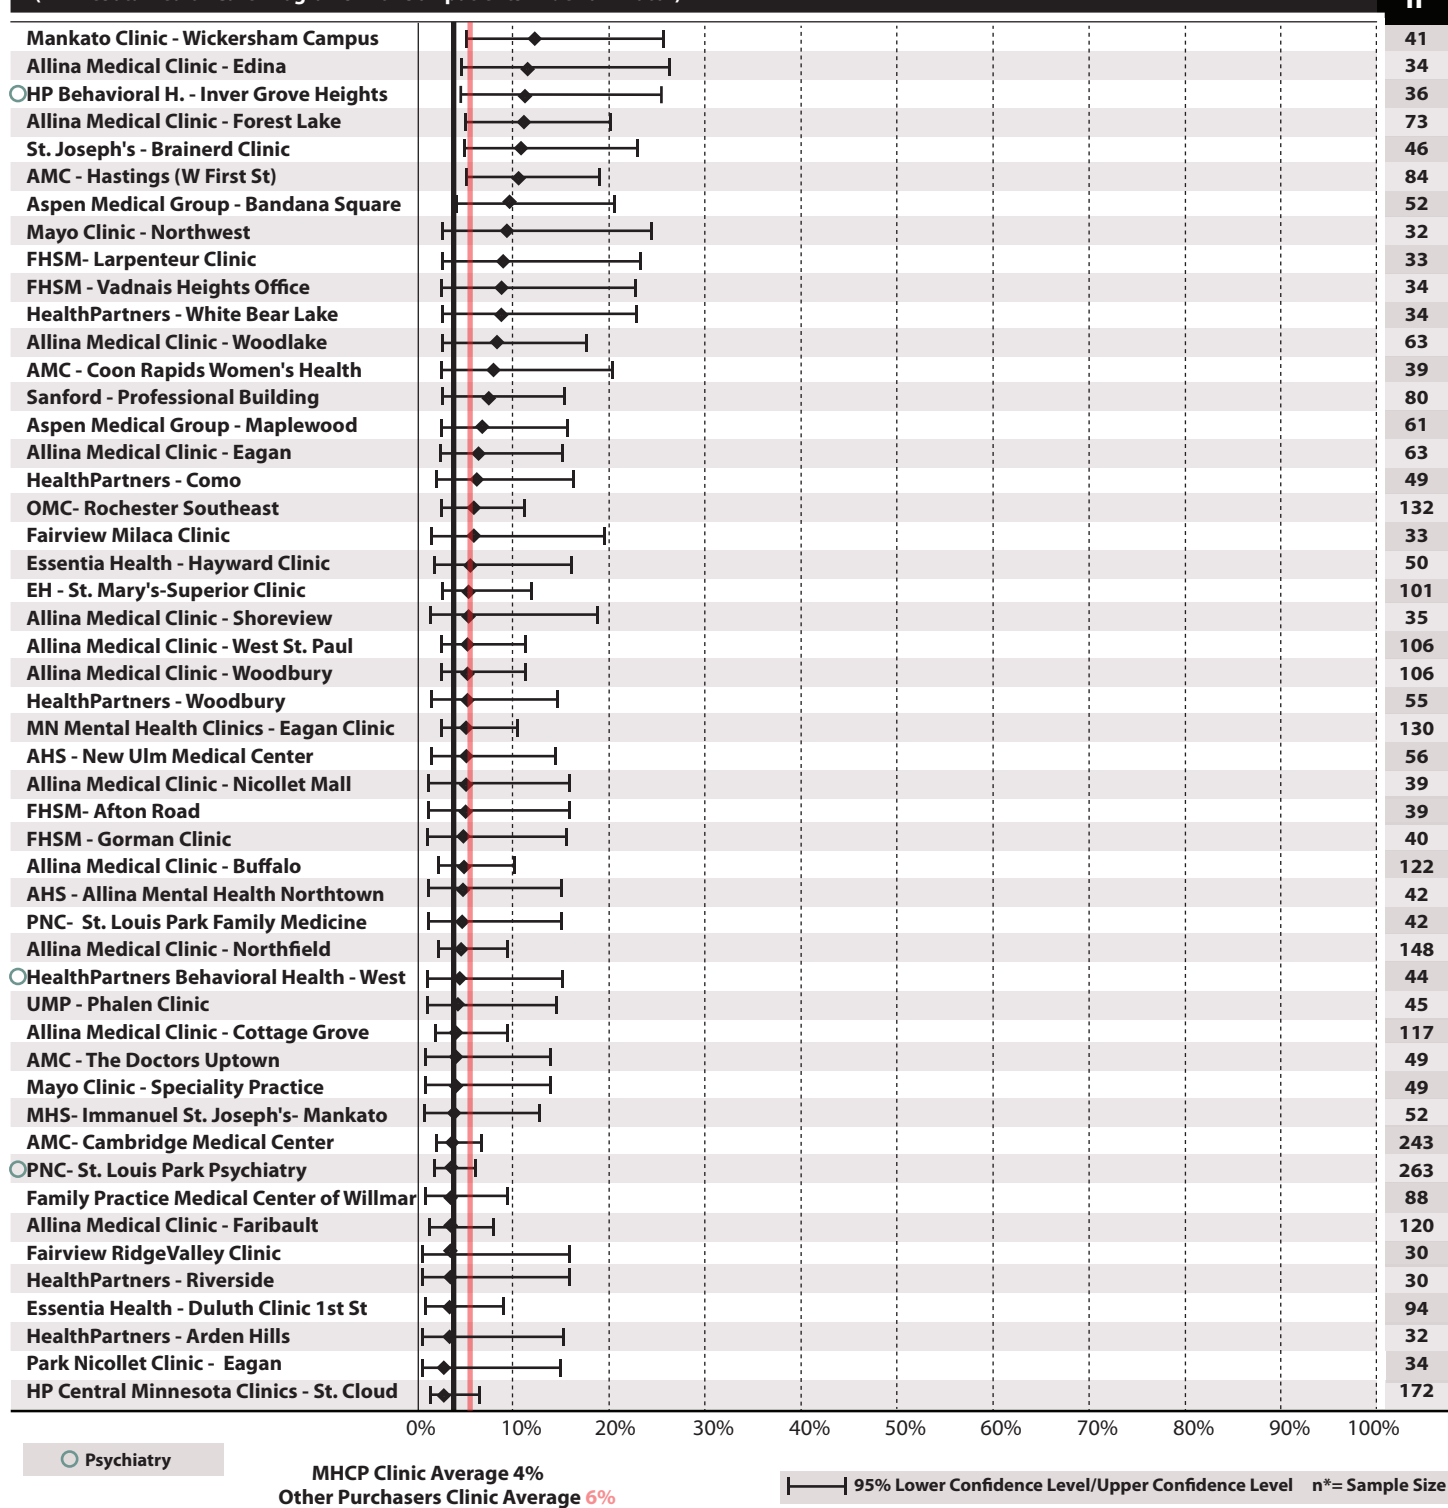 n
Mankato Clinic - Wickersham Campus 41
Allina Medical Clinic - Edina 34
HP Behavioral H. - Inver Grove Heights 36
Allina Medical Clinic - Forest Lake 73
St. Joseph's - Brainerd Clinic 46
AMC - Hastings (W First St) 84
Aspen Medical Group - Bandana Square 52
Mayo Clinic - Northwest 32
FHSM- Larpenteur Clinic 33
FHSM - Vadnais Heights Office 34
HealthPartners - White Bear Lake 34
Allina Medical Clinic - Woodlake 63
AMC - Coon Rapids Women's Health 39
Sanford - Professional Building 80
Aspen Medical Group - Maplewood 61
Allina Medical Clinic - Eagan 63
HealthPartners - Como 49
OMC- Rochester Southeast 132
Fairview Milaca Clinic 33
Essentia Health - Hayward Clinic 50
EH - St. Mary's-Superior Clinic 101
Allina Medical Clinic - Shoreview 35
Allina Medical Clinic - West St. Paul 106
Allina Medical Clinic - Woodbury 106
HealthPartners - Woodbury 55
MN Mental Health Clinics - Eagan Clinic 130
AHS - New Ulm Medical Center 56
Allina Medical Clinic - Nicollet Mall 39
FHSM- Afton Road 39
FHSM - Gorman Clinic 40
Allina Medical Clinic - Buffalo 122
AHS - Allina Mental Health Northtown 42
PNC- St. Louis Park Family Medicine 42
Allina Medical Clinic - Northfield 148
HealthPartners Behavioral Health - West 44
UMP - Phalen Clinic 45
Allina Medical Clinic - Cottage Grove 117
AMC - The Doctors Uptown 49
Mayo Clinic - Speciality Practice 49
MHS- Immanuel St. Joseph's- Mankato 52
AMC- Cambridge Medical Center 243
PNC- St. Louis Park Psychiatry 263
Family Practice Medical Center of Willmar 88
Allina Medical Clinic - Faribault 120
Fairview RidgeValley Clinic 30
HealthPartners - Riverside 30
Essentia Health - Duluth Clinic 1st St 94
HealthPartners - Arden Hills 32
Park Nicollet Clinic - Eagan 34
HP Central Minnesota Clinics - St. Cloud 172
0% 10% 20% 30% 40% 50% 60% 70% 80% 90% 100%
Psychiatry
MHCP Clinic Average 4%
Other Purchasers Clinic Average 6%
95% Lower Confidence Level/Upper Confidence Level n*= Sample Size